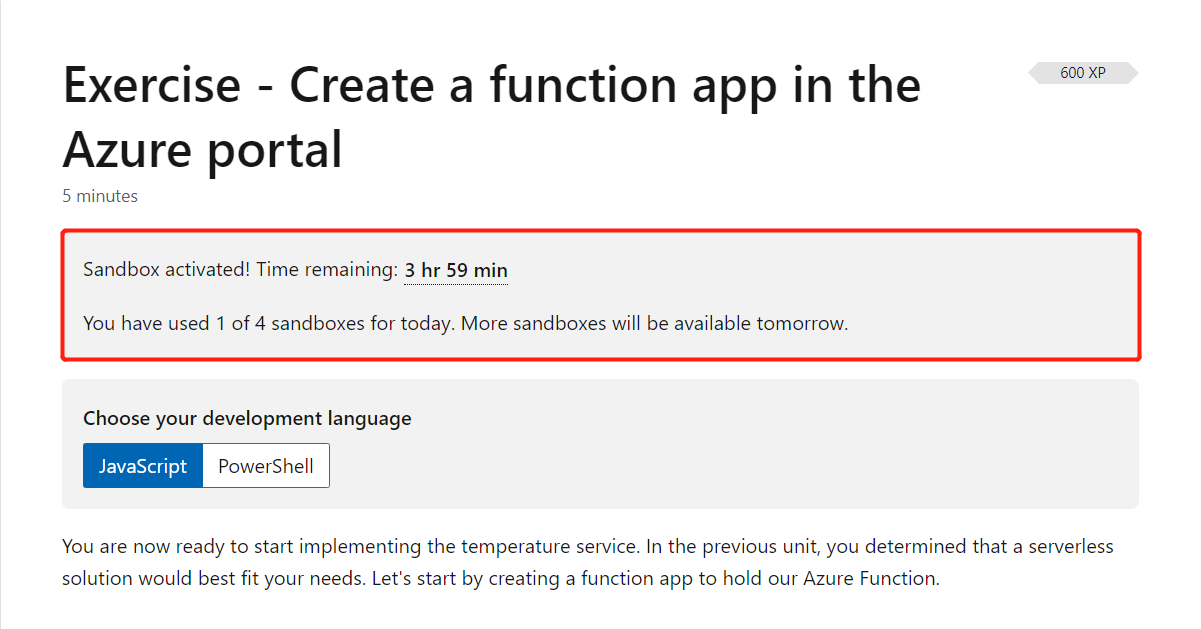 Exercise - Create a function app in the
Azure portal
600 XP
5 minutes
Sandbox activated! Time remaining: 3 hr 59 min
You have used 1 of 4 sandboxes for today. More sandboxes will be available tomorrow.
Choose your development language
JavaScript PowerShell
You are now ready to start implementing the temperature service. In the previous unit, you determined that a serverless
solution would best fit your needs. Let's start by creating a function app to hold our Azure Function.